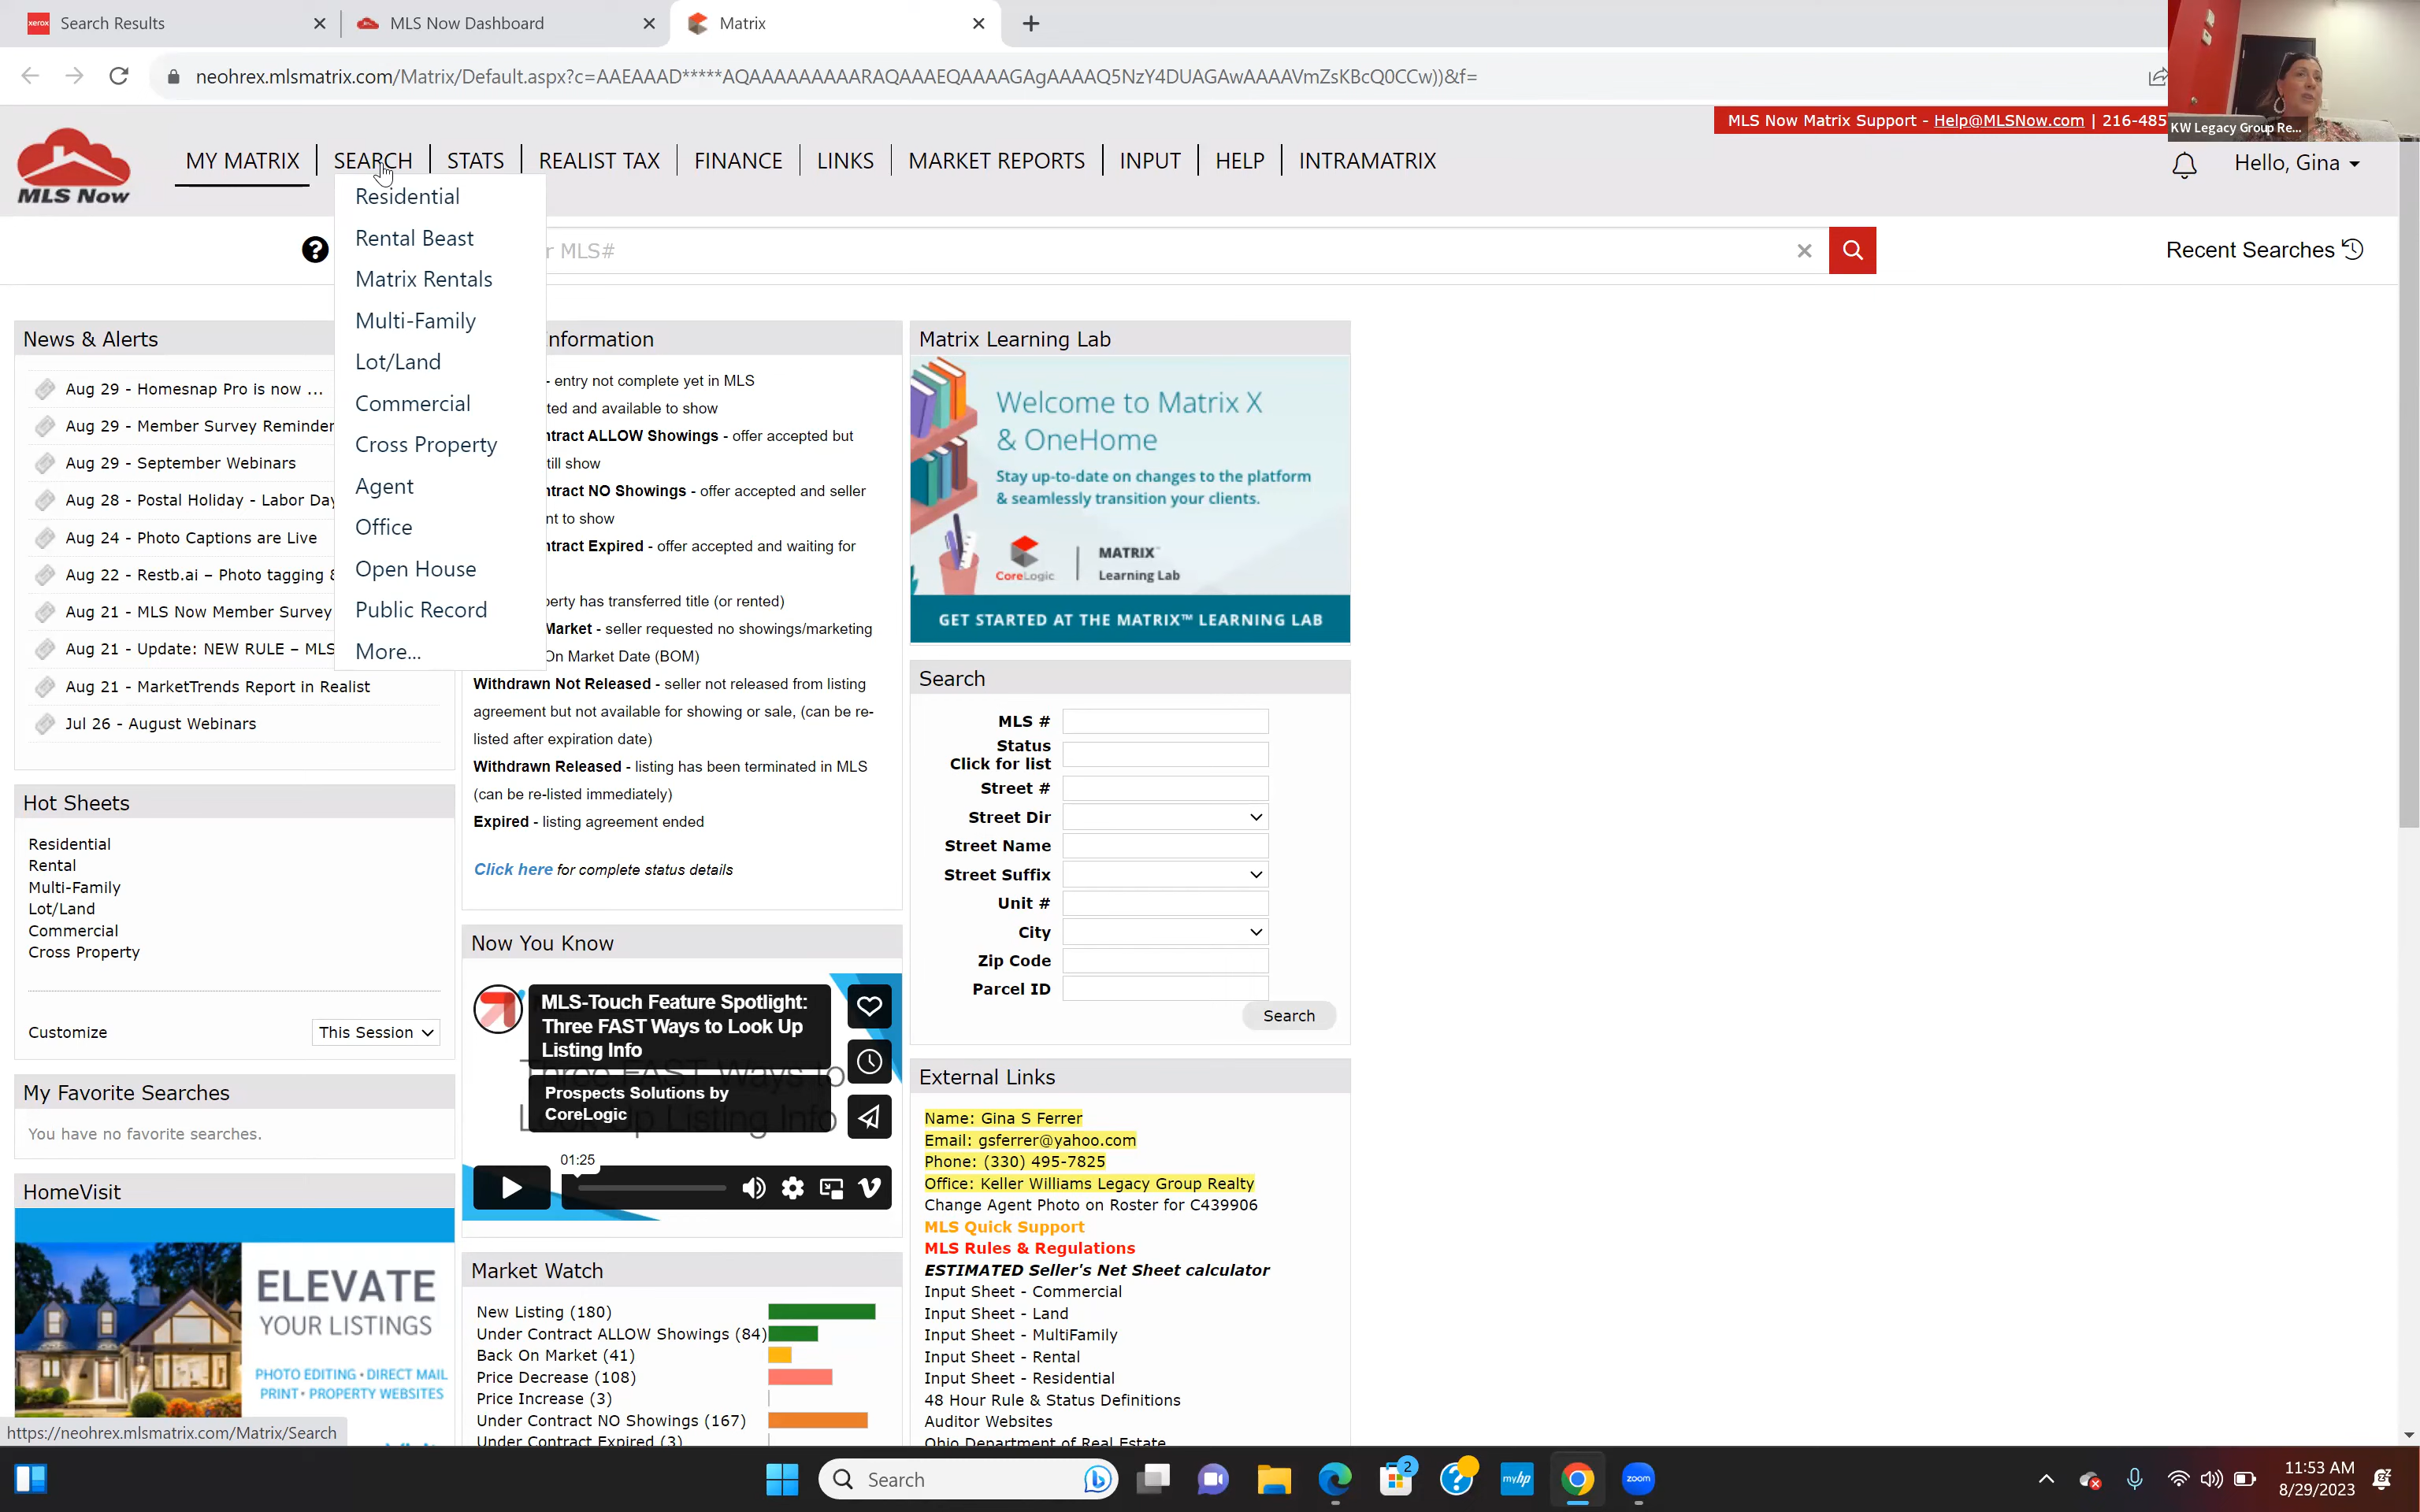 xerox Search Results
MLS Now Dashboard
Matrix
neohrex.mlsmatrix.com/Matrix/Default.aspx?c=AAEAAAD*****AQAAAAAAAAARAQAAAEQAAAAGAgAAAAQ5NzY4DUAGAwAAAAVmZsKBcQ0CCw))&f=
MLS Now Matrix Support - Help@MLSNow.com | 216-485
KW Legacy Group Re...
MLS Now
MY MATRIX
SEARCH
STATS
REALIST TAX
FINANCE
LINKS
MARKET REPORTS
INPUT
HELP
INTRAMATRIX
Hello, Gina
Residential
Rental Beast
Matrix Rentals
Multi-Family
Lot/Land
Commercial
Cross Property
Agent
Office
Open House
Public Record
More...
r MLS#
Recent Searches
News & Alerts
Aug 29 - Homesnap Pro is now ...
Aug 29 - Member Survey Reminder
Aug 29 - September Webinars
Aug 28 - Postal Holiday - Labor Day
Aug 24 - Photo Captions are Live
Aug 22 - Restb.ai – Photo tagging &
Aug 21 - MLS Now Member Survey
Aug 21 - Update: NEW RULE – MLS
Aug 21 - MarketTrends Report in Realist
Jul 26 - August Webinars
Hot Sheets
Residential
Rental
Multi-Family
Lot/Land
Commercial
Cross Property
Customize
This Session
My Favorite Searches
You have no favorite searches.
HomeVisit
ELEVATE
YOUR LISTINGS
PHOTO EDITING • DIRECT MAIL
PRINT • PROPERTY WEBSITES
https://neohrex.mlsmatrix.com/Matrix/Search
nformation
- entry not complete yet in MLS
ted and available to show
ntract ALLOW Showings - offer accepted but
till show
ntract NO Showings - offer accepted and seller
nt to show
ntract Expired - offer accepted and waiting for
perty has transferred title (or rented)
Market - seller requested no showings/marketing
On Market Date (BOM)
Withdrawn Not Released - seller not released from listing
agreement but not available for showing or sale, (can be re-
listed after expiration date)
Withdrawn Released - listing has been terminated in MLS
(can be re-listed immediately)
Expired - listing agreement ended
Click here for complete status details
Now You Know
MLS-Touch Feature Spotlight:
Three FAST Ways to Look Up
Listing Info
Three FAST Ways to
Look Up Listing Info
Prospects Solutions by
CoreLogic
01:25
Market Watch
New Listing (180)
Under Contract ALLOW Showings (84)
Back On Market (41)
Price Decrease (108)
Price Increase (3)
Under Contract NO Showings (167)
Under Contract Expired (3)
Matrix Learning Lab
Welcome to Matrix X
& OneHome
Stay up-to-date on changes to the platform
& seamlessly transition your clients.
CoreLogic
MATRIX™
Learning Lab
GET STARTED AT THE MATRIX™ LEARNING LAB
Search
MLS #
Status
Click for list
Street #
Street Dir
Street Name
Street Suffix
Unit #
City
Zip Code
Parcel ID
Search
External Links
Name: Gina S Ferrer
Email: gsferrer@yahoo.com
Phone: (330) 495-7825
Office: Keller Williams Legacy Group Realty
Change Agent Photo on Roster for C439906
MLS Quick Support
MLS Rules & Regulations
ESTIMATED Seller's Net Sheet calculator
Input Sheet - Commercial
Input Sheet - Land
Input Sheet - MultiFamily
Input Sheet - Rental
Input Sheet - Residential
48 Hour Rule & Status Definitions
Auditor Websites
Ohio Department of Real Estate
Search
2
myhp
zoom
11:53 AM
8/29/2023